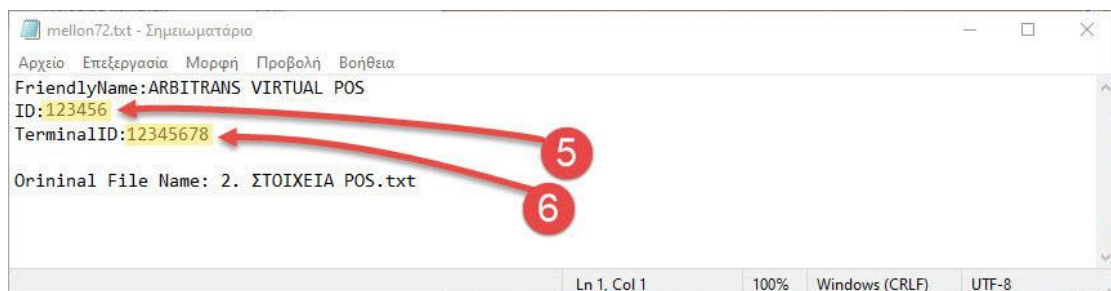 mellon72.txt - Σημειωματάριο
Αρχείο Επεξεργασία Μορφή Προβολή Βοήθεια
FriendlyName:ARBITRANS VIRTUAL POS
ID:123456
TerminalID:12345678
5
Orininal File Name: 2. ΣΤΟΙΧΕΙΑ POS.txt
6
Ln 1, Col 1 100% Windows (CRLF) UTF-8